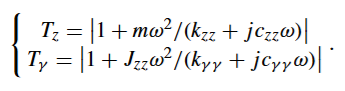 T_z = |1 + mω²/(k_zz + jc_zzω)|
T_γ = |1 + J_zzω²/(k_γγ + jc_γγω)| .